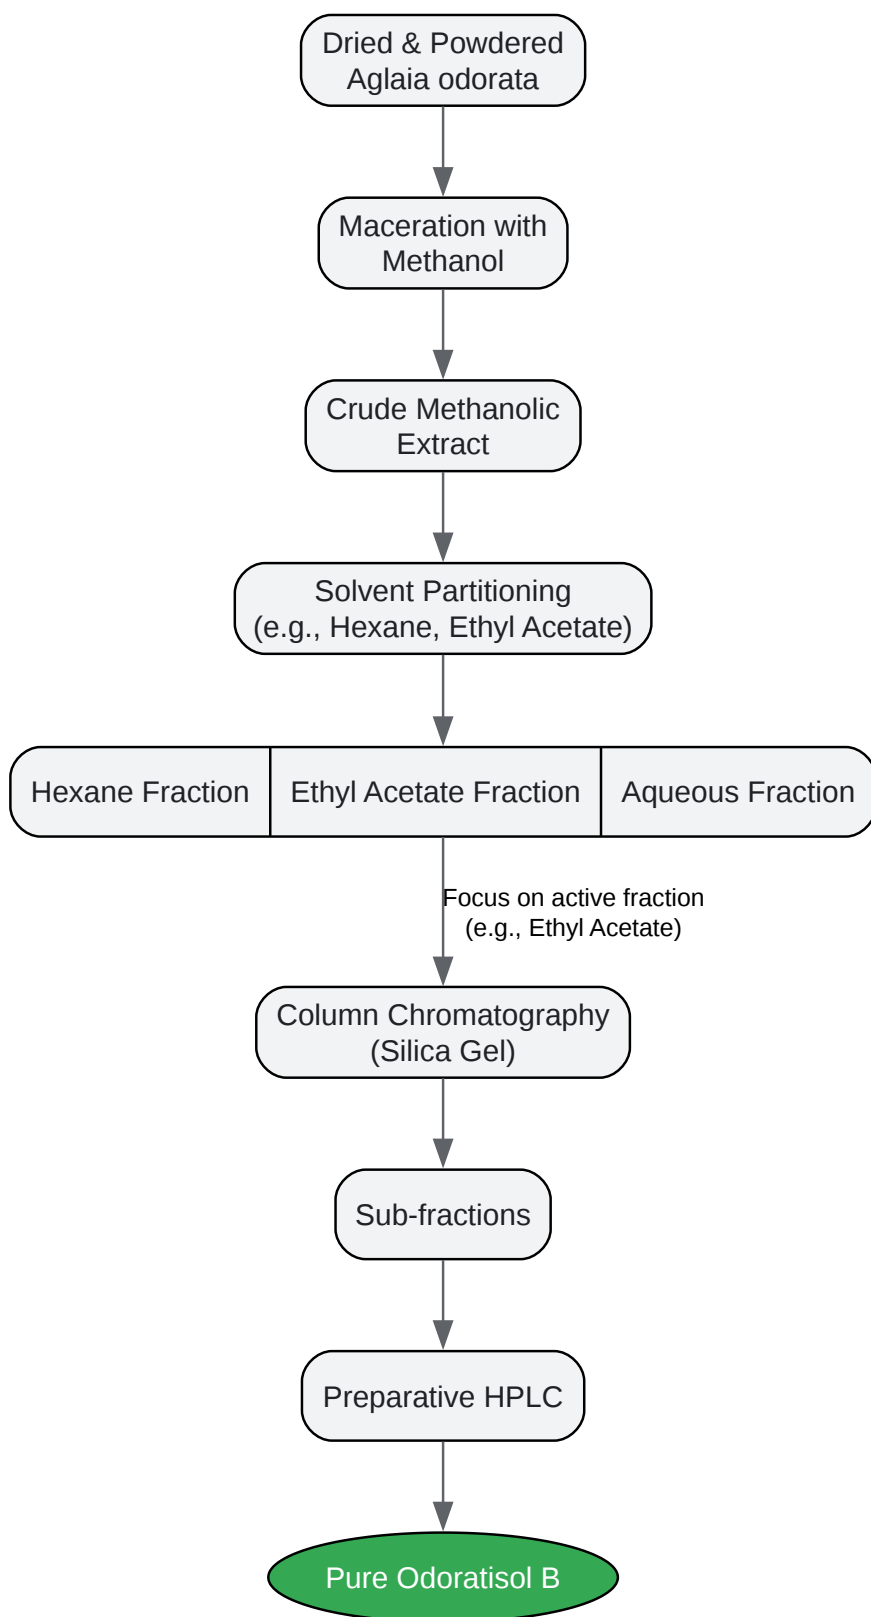 Dried & Powdered
Aglaia odorata
Maceration with
Methanol
Crude Methanolic
Extract
Solvent Partitioning
(e.g., Hexane, Ethyl Acetate)
Hexane Fraction
Ethyl Acetate Fraction
Aqueous Fraction
Focus on active fraction
(e.g., Ethyl Acetate)
Column Chromatography
(Silica Gel)
Sub-fractions
Preparative HPLC
Pure Odoratisol B